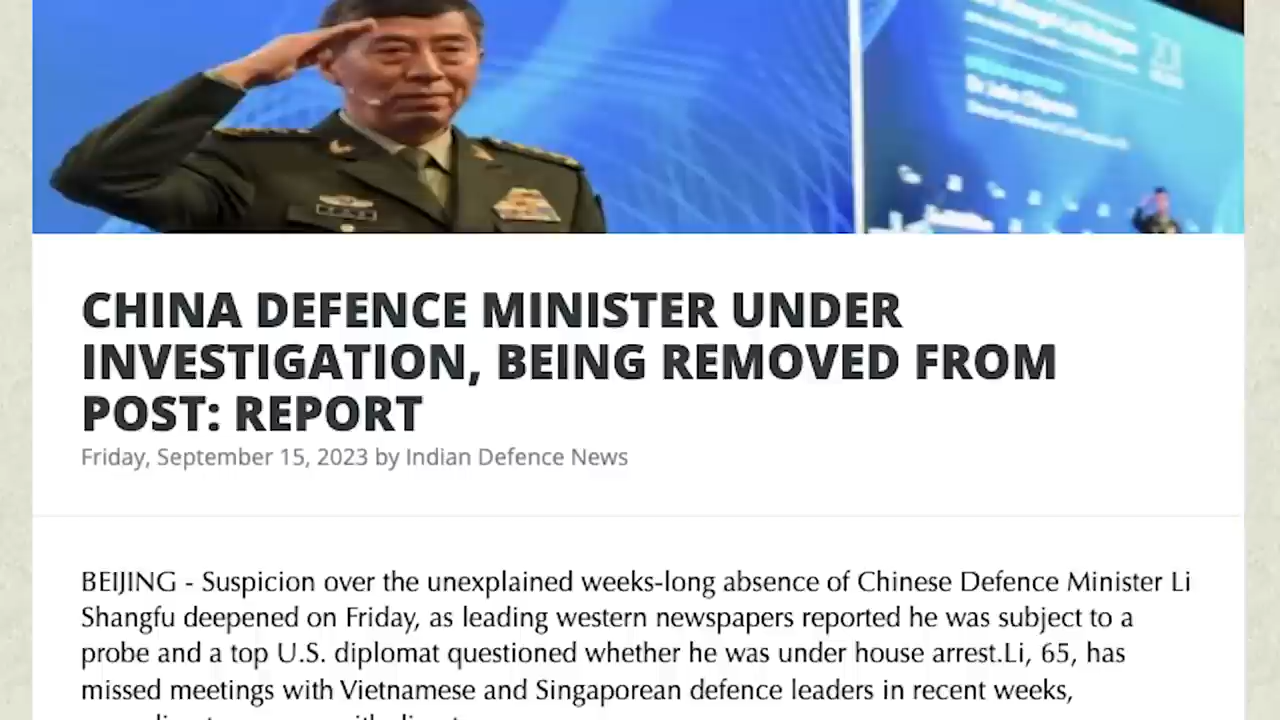 CHINA DEFENCE MINISTER UNDER
INVESTIGATION, BEING REMOVED FROM
POST: REPORT
Friday, September 15, 2023 by Indian Defence News
BEIJING - Suspicion over the unexplained weeks-long absence of Chinese Defence Minister Li
Shangfu deepened on Friday, as leading western newspapers reported he was subject to a
probe and a top U.S. diplomat questioned whether he was under house arrest.Li, 65, has
missed meetings with Vietnamese and Singaporean defence leaders in recent weeks,